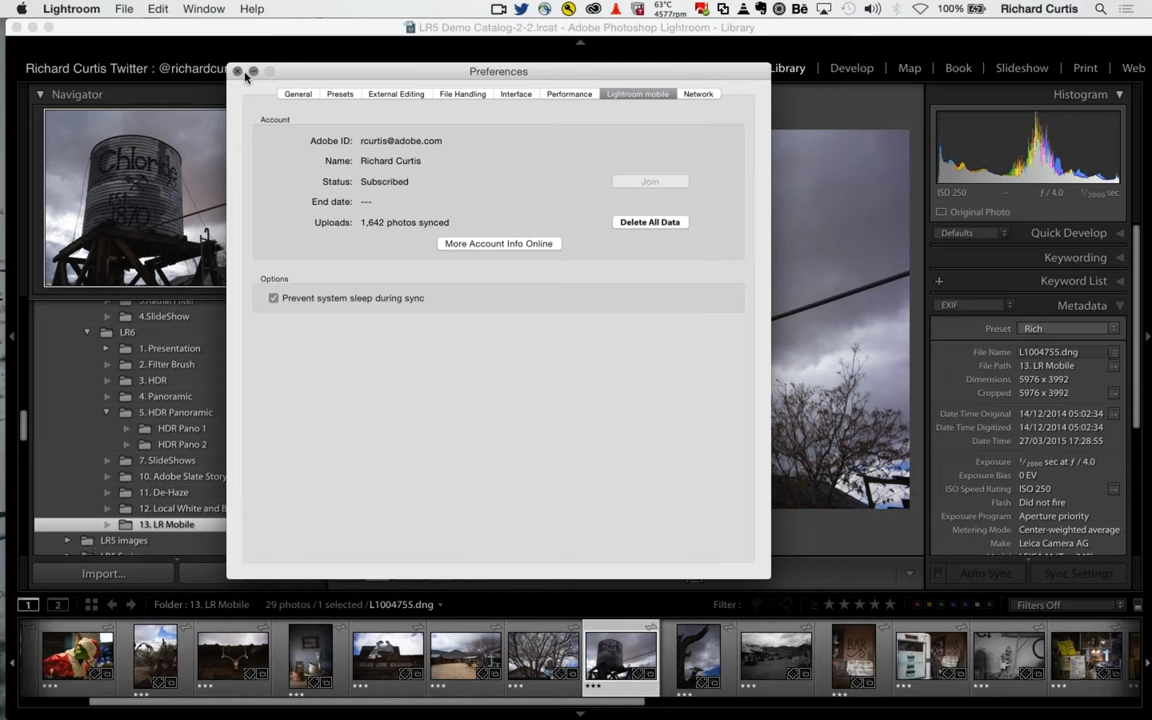 Lightroom File Edit Window Help 63°C 4577rpm Bē 100% Richard Curtis
LR5 Demo Catalog-2-2.lrcat - Adobe Photoshop Lightroom - Library
Richard Curtis Twitter : @richardcur
Library Develop Map Book Slideshow Print Web
Preferences
General Presets External Editing File Handling Interface Performance Lightroom mobile Network
Account
Adobe ID: rcurtis@adobe.com
Name: Richard Curtis
Status: Subscribed
Join
End date: ---
Uploads: 1,642 photos synced
Delete All Data
More Account Info Online
Options
Prevent system sleep during sync
Navigator
Chloride
EST.
1870
4.SlideShow
LR6
1. Presentation
2. Filter Brush
3. HDR
4. Panoramic
5. HDR Panoramic
HDR Pano 1
HDR Pano 2
7. SlideShows
10. Adobe Slate Story
11. De-Haze
12. Local White and B
13. LR Mobile
LR5 images
Import...
Histogram
ISO 250 – ƒ / 4.0 1/2000 sec
Original Photo
Defaults Quick Develop
Keywording
Keyword List
EXIF Metadata
Preset Rich
File Name L1004755.dng
File Path 13. LR Mobile
Dimensions 5976 x 3992
Cropped 5976 x 3992
Date Time Original 14/12/2014 05:02:34
Date Time Digitized 14/12/2014 05:02:34
Date Time 27/03/2015 17:28:55
Exposure 1/2000 sec at ƒ / 4.0
Exposure Bias 0 EV
ISO Speed Rating ISO 250
Flash Did not fire
Exposure Program Aperture priority
Metering Mode Center-weighted average
Make Leica Camera AG
Auto Sync Sync Settings
1 2 Folder : 13. LR Mobile 29 photos /1 selected /L1004755.dng Filter : Filters Off
BAR